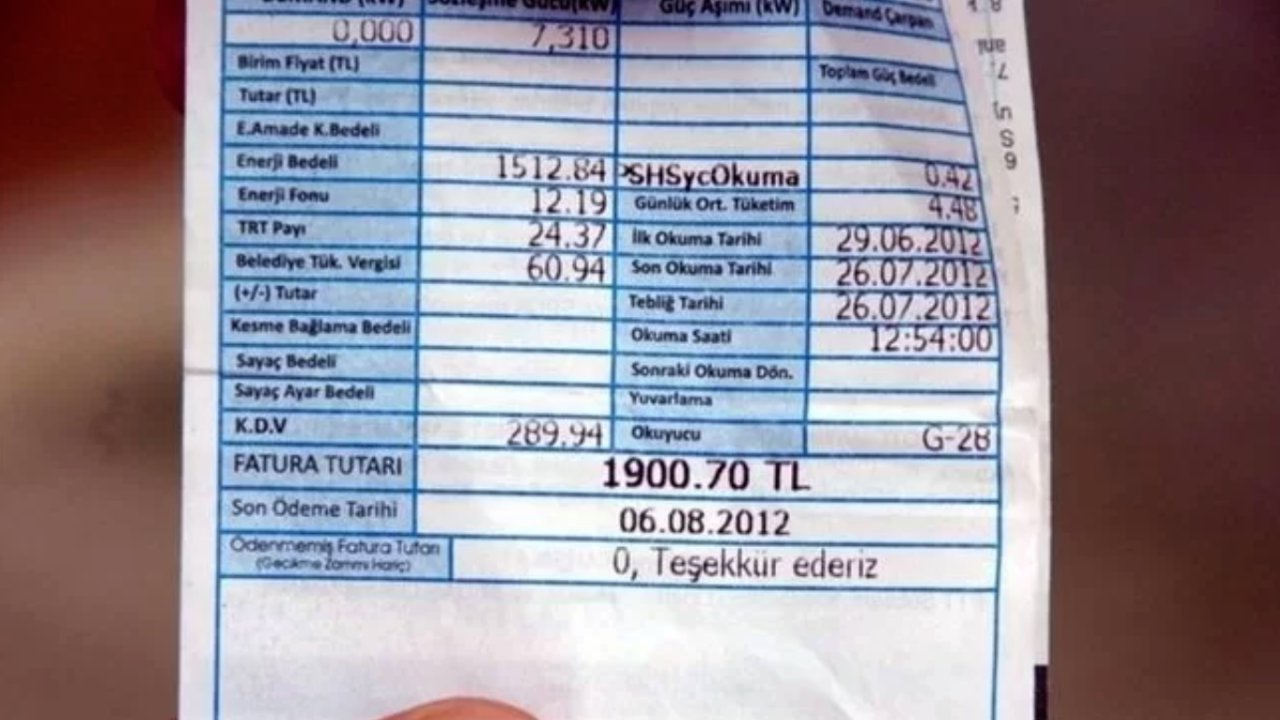 DEMAND (kW) Sözleşme Gücü(kW) Güç Aşımı (kW) Demand Çarpan
0,000 7,310
Birim Fiyat (TL) Toplam Güç Bedeli
Tutar (TL)
E.Amade K.Bedeli
Enerji Bedeli 1512.84 *SHSycOkuma 0.42
Enerji Fonu 12.19 Günlük Ort. Tüketim 4.48
TRT Payı 24.37 İlk Okuma Tarihi 29.06.2012
Belediye Tük. Vergisi 60.94 Son Okuma Tarihi 26.07.2012
(+/-) Tutar Tebliğ Tarihi 26.07.2012
Kesme Bağlama Bedeli Okuma Saati 12:54:00
Sayaç Bedeli Sonraki Okuma Dön.
Sayaç Ayar Bedeli Yuvarlama
K.D.V 289.94 Okuyucu G-28
FATURA TUTARI 1900.70 TL
Son Ödeme Tarihi 06.08.2012
Ödenmemiş Fatura Tutarı 0, Teşekkür ederiz
(Gecikme Zammı Hariç)